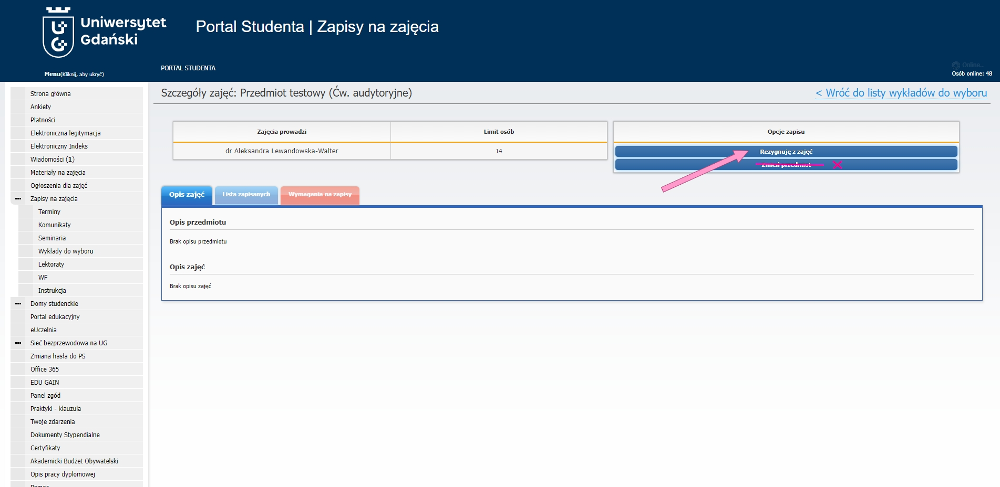 Uniwersytet
Gdański
Portal Studenta | Zapisy na zajęcia
Menu(Kliknij, aby ukryć)
PORTAL STUDENTA
Online..
Osób online: 48
Strona główna
Ankiety
Płatności
Elektroniczna legitymacja
Elektroniczny Indeks
Wiadomości (1)
Materiały na zajęcia
Ogłoszenia dla zajęć
Zapisy na zajęcia
Terminy
Komunikaty
Seminaria
Wykłady do wyboru
Lektoraty
WF
Instrukcja
Domy studenckie
Portal edukacyjny
eUczelnia
Sieć bezprzewodowa na UG
Zmiana hasła do PS
Office 365
EDU GAIN
Panel zgód
Praktyki - klauzula
Twoje zdarzenia
Dokumenty Stypendialne
Certyfikaty
Akademicki Budżet Obywatelski
Opis pracy dyplomowej
Pomoc
Szczegóły zajęć: Przedmiot testowy (Ćw. audytoryjne)
< Wróć do listy wykładów do wyboru
Zajęcia prowadzi
Limit osób
dr Aleksandra Lewandowska-Walter
14
Opcje zapisu
Rezygnuję z zajęć
Zmień przedmiot
Opis zajęć
Lista zapisanych
Wymagania na zapisy
Opis przedmiotu
Brak opisu przedmiotu
Opis zajęć
Brak opisu zajęć